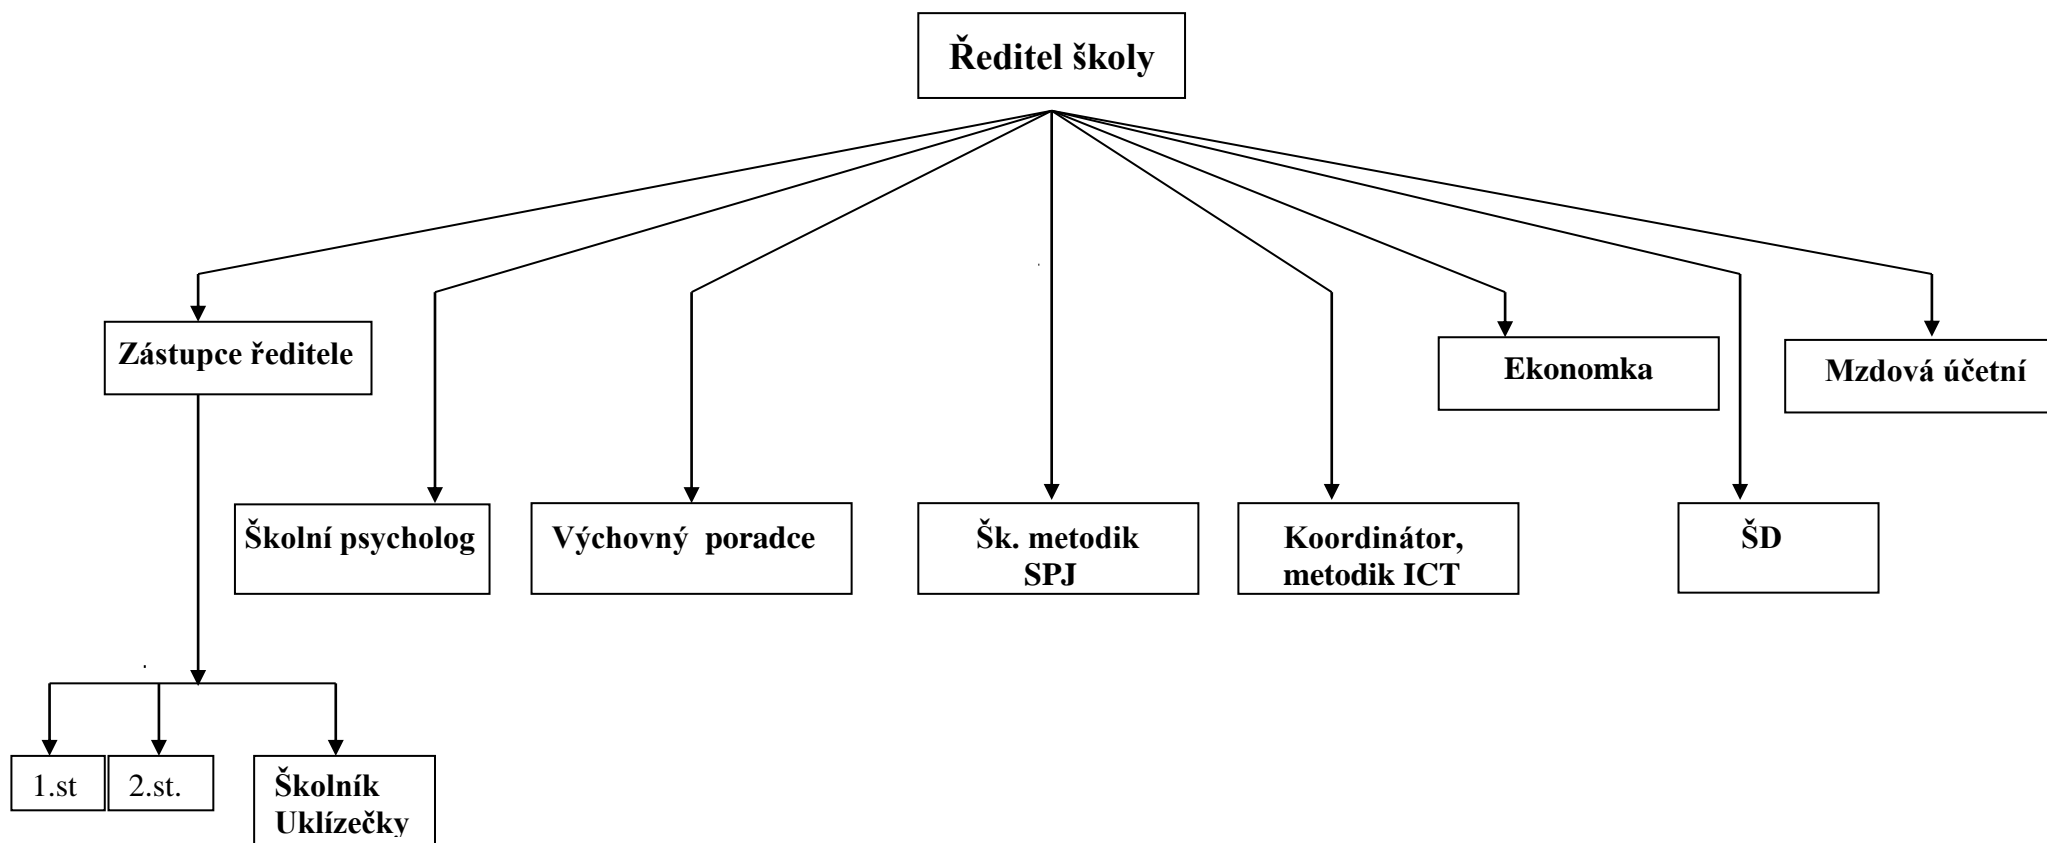 Ředitel školy
Zástupce ředitele
Ekonomka
Mzdová účetní
Školní psycholog
Výchovný poradce
Šk. metodik
SPJ
Koordinátor,
metodik ICT
ŠD
1.st
2.st.
Školník
Uklízečky